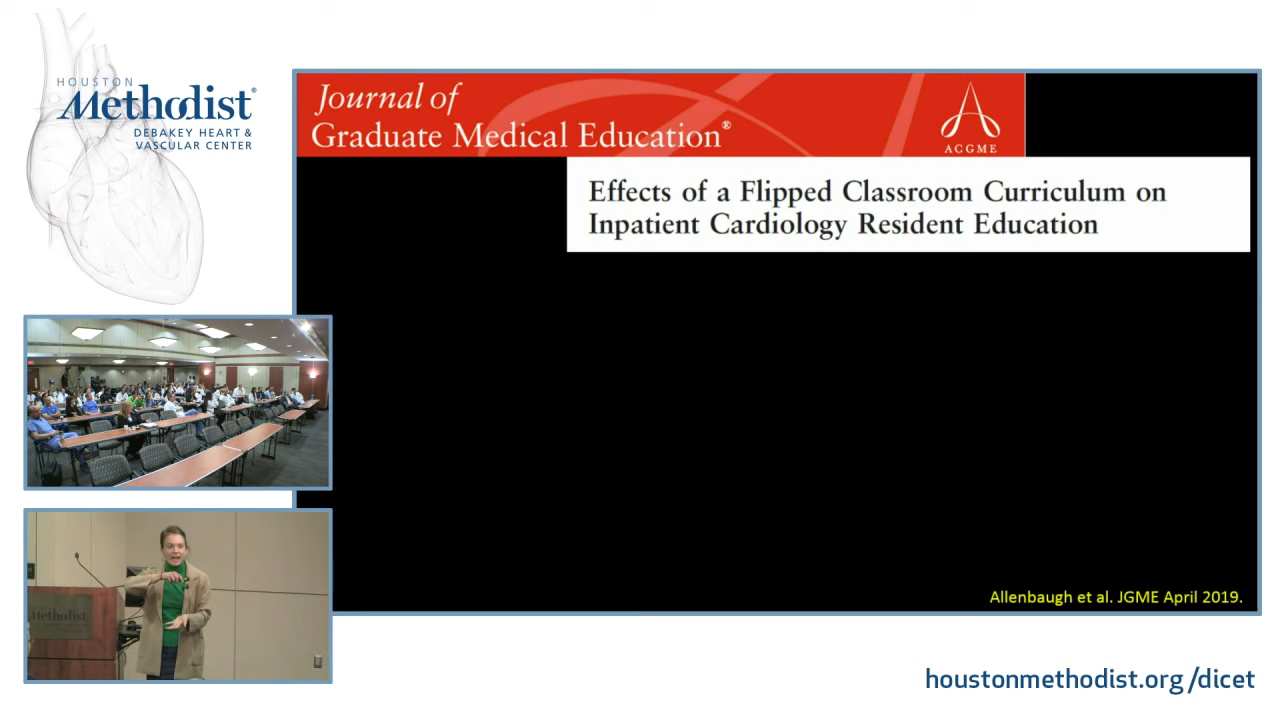 HOUSTON
Methodist®
DEBAKEY HEART &
VASCULAR CENTER
Journal of
Graduate Medical Education®
ACGME
Effects of a Flipped Classroom Curriculum on
Inpatient Cardiology Resident Education
Methodist
Allenbaugh et al. JGME April 2019.
houstonmethodist.org/dicet